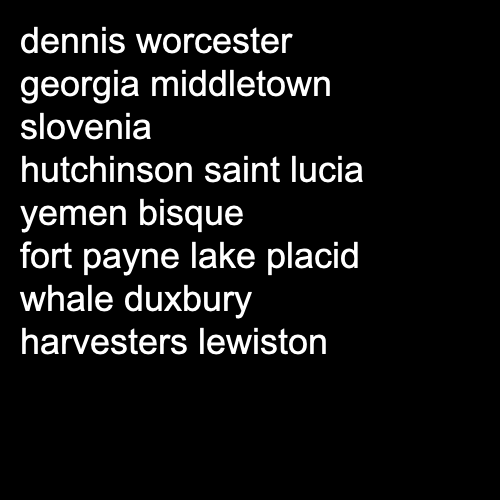 dennis worcester
georgia middletown
slovenia
hutchinson saint lucia
yemen bisque
fort payne lake placid
whale duxbury
harvesters lewiston